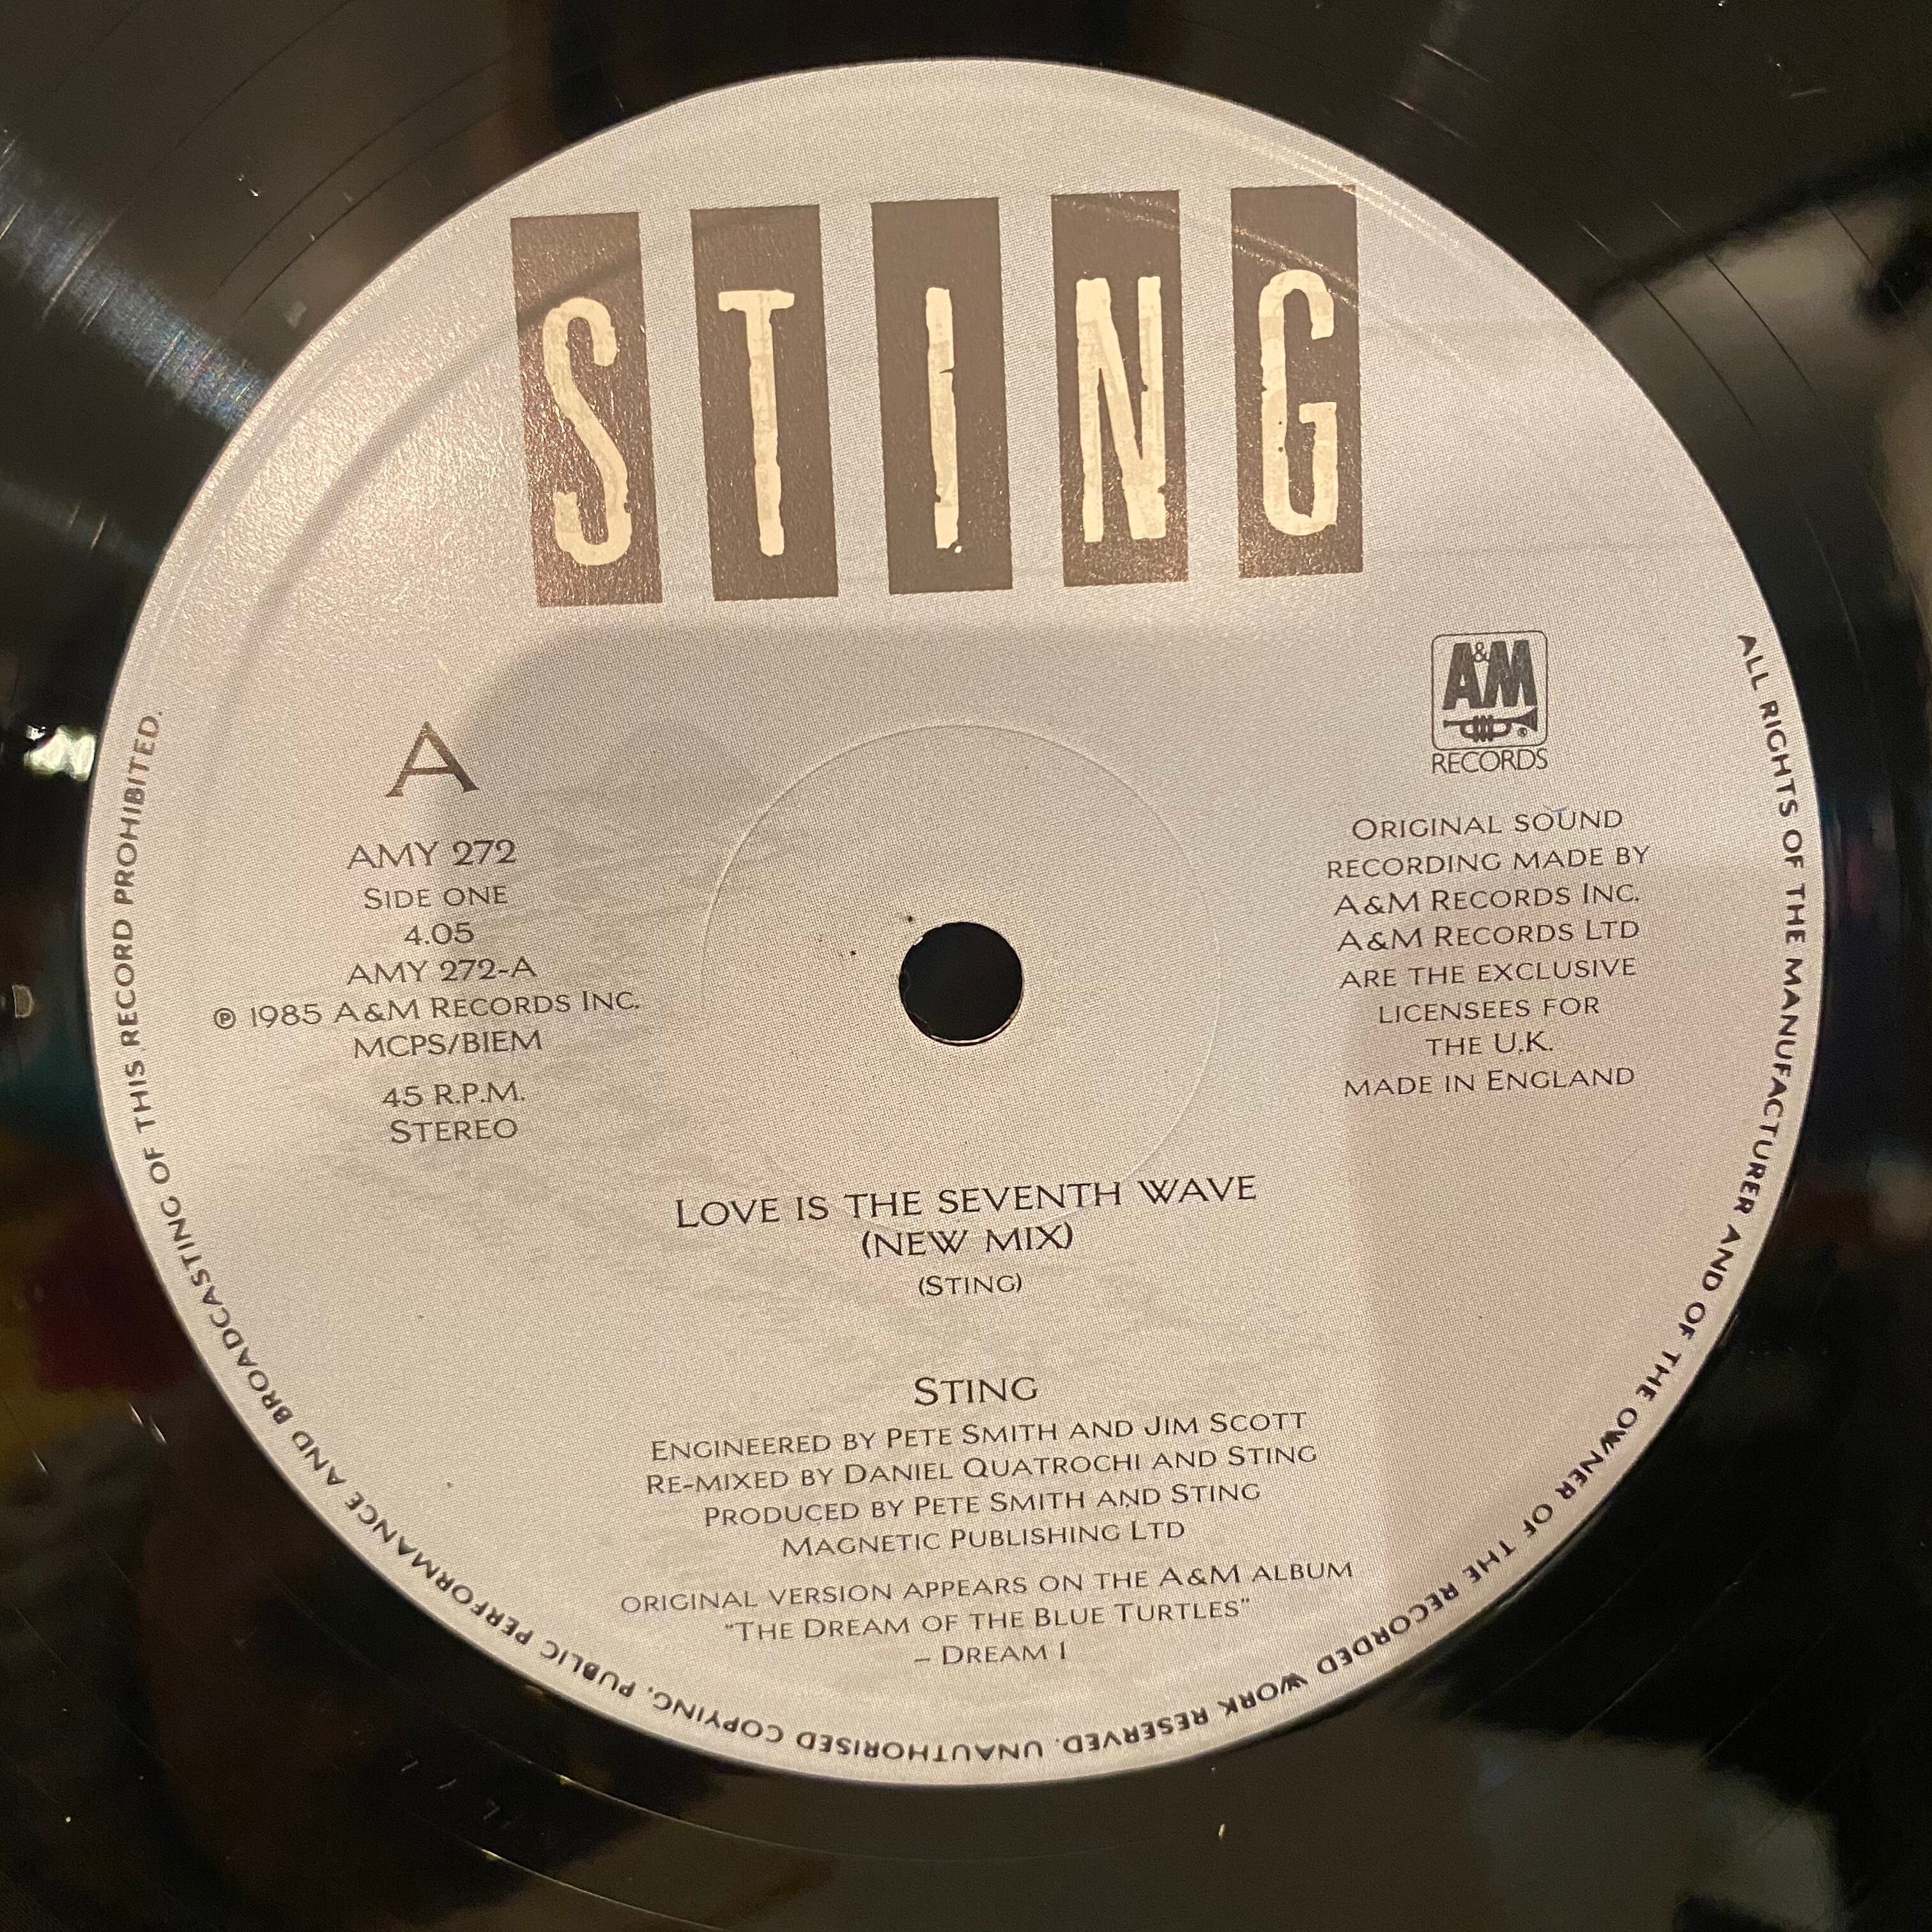 STING
A
AMY 272
SIDE ONE
4.05
AMY 272-A
℗ 1985 A&M RECORDS INC.
MCPS/BIEM
45 R.P.M.
STEREO
A&M
®
RECORDS
ORIGINAL SOUND
RECORDING MADE BY
A&M RECORDS INC.
A&M RECORDS LTD
ARE THE EXCLUSIVE
LICENSEES FOR
THE U.K.
MADE IN ENGLAND
LOVE IS THE SEVENTH WAVE
(NEW MIX)
(STING)
STING
ENGINEERED BY PETE SMITH AND JIM SCOTT
RE-MIXED BY DANIEL QUATROCHI AND STING
PRODUCED BY PETE SMITH AND STING
MAGNETIC PUBLISHING LTD
ORIGINAL VERSION APPEARS ON THE A&M ALBUM
"THE DREAM OF THE BLUE TURTLES"
– DREAM 1
ALL RIGHTS OF THE MANUFACTURER AND OF THE OWNER OF THE RECORDED WORK RESERVED. UNAUTHORISED COPYING, PUBLIC PERFORMANCE AND BROADCASTING OF THIS RECORD PROHIBITED.